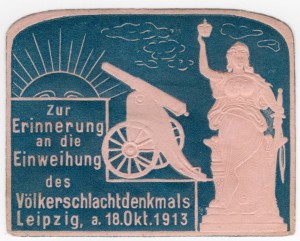 Zur
Erinnerung
an die
Einweihung
des
Völkerschlachtdenkmals
Leipzig, a. 18.Okt.1913